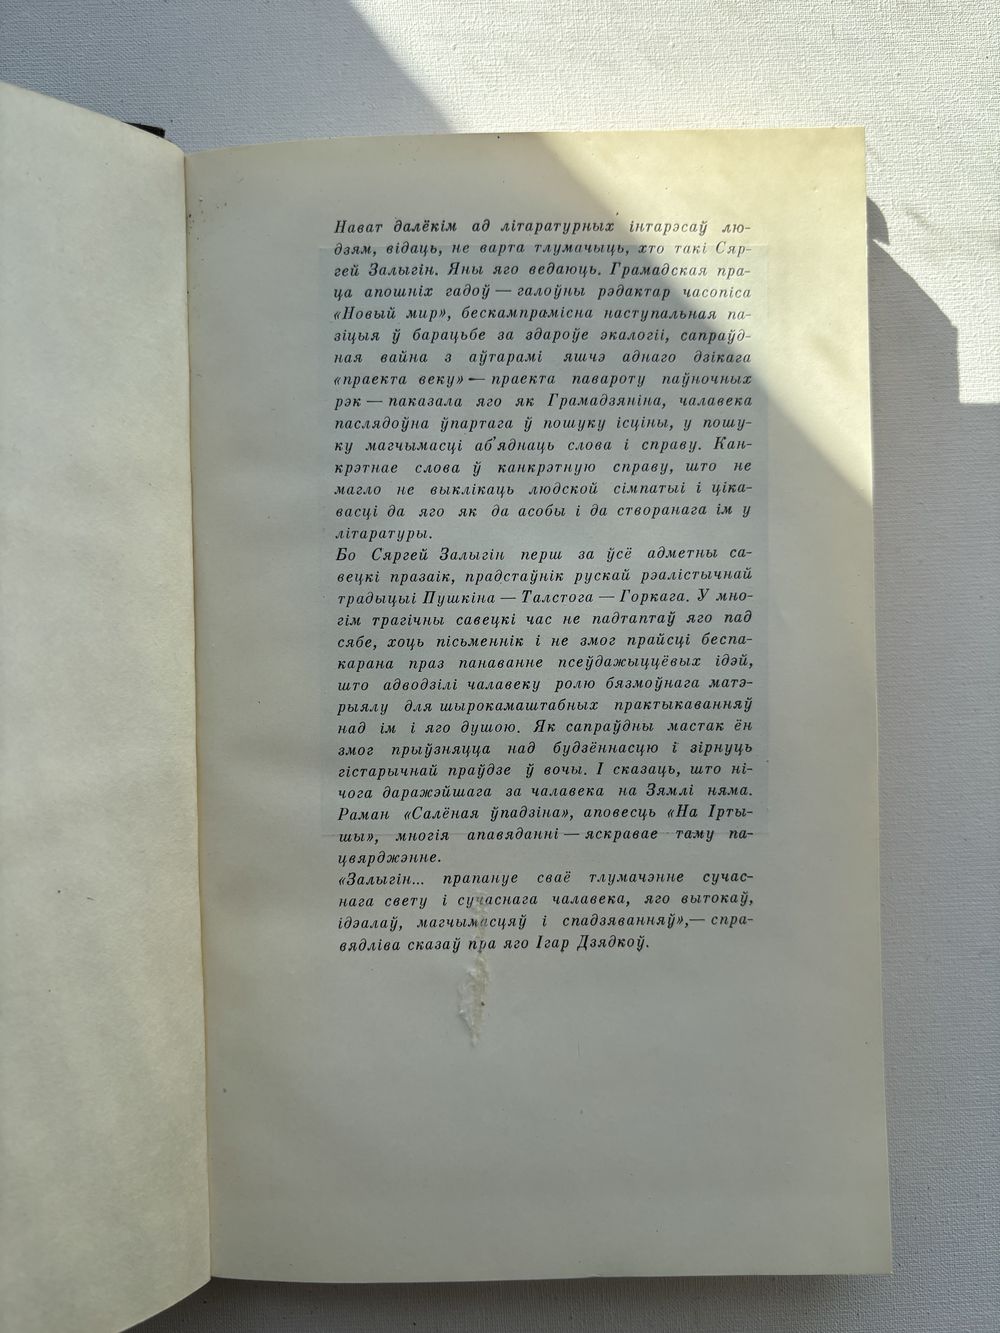 Нават далёкім ад літаратурных інтарэсаў лю-
дзям, відаць, не варта тлумачыць, хто такі Сяр-
гей Залыгін. Яны яго ведаюць. Грамадская пра-
ца апошніх гадоў — галоўны рэдактар часопіса
«Новый мир», бескампрамісна наступальная па-
зіцыя ў барацьбе за здароўе экалогіі, сапраўд-
ная вайна з аўтарамі яшчэ аднаго дзікага
«праекта веку» — праекта павароту паўночных
рэк — паказала яго як Грамадзяніна, чалавека
паслядоўна ўпартага ў пошуку ісціны, у пошу-
ку магчымасці аб’яднаць слова і справу. Кан-
крэтнае слова ў канкрэтную справу, што не
магло не выклікаць людской сімпатыі і ціка-
васці да яго як да асобы і да створанага ім у
літаратуры.
Бо Сяргей Залыгін перш за ўсё адметны са-
вецкі празаік, прадстаўнік рускай рэалістычнай
традыцыі Пушкіна — Талстога — Горкага. У мно-
гім трагічны савецкі час не падтаптаў яго пад
сябе, хоць пісьменнік і не змог прайсці беспа-
карана праз панаванне псеўдажыццёвых ідэй,
што адводзілі чалавеку ролю бязмоўнага матэ-
рыялу для шырокамаштабных практыкаванняў
над ім і яго душою. Як сапраўдны мастак ён
змог прыўзняцца над будзённасцю і зірнуць
гістарычнай праўдзе ў вочы. І сказаць, што ні-
чога даражэйшага за чалавека на Зямлі няма.
Раман «Салёная ўпадзіна», аповесць «На Ірты-
шы», многія апавяданні — яскравае таму па-
цвярджэнне.
«Залыгін... прапануе сваё тлумачэнне сучас-
нага свету і сучаснага чалавека, яго вытокаў,
ідэалаў, магчымасцяў і спадзяванняў»,— спра-
вядліва сказаў пра яго Ігар Дзядкоў.